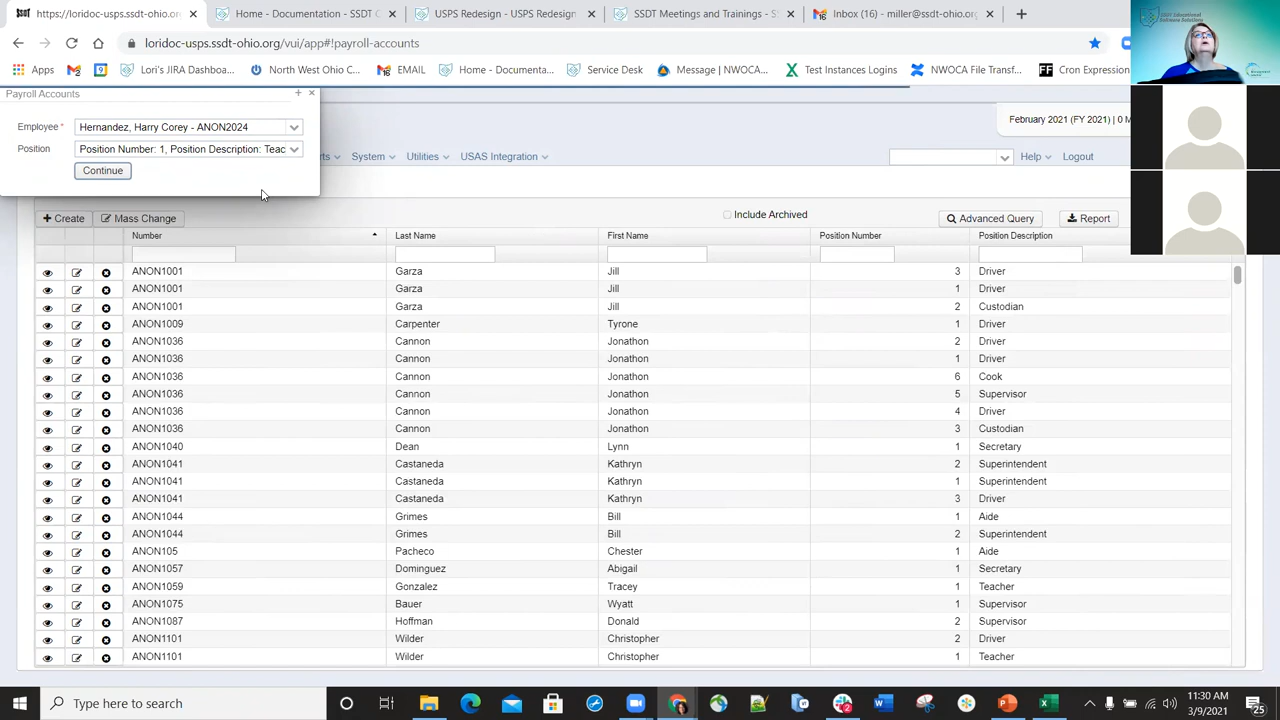 https://loridoc-usps.ssdt-ohio.org/
Home - Documentation - SSDT C
USPS Redesign - USPS Redesign
SSDT Meetings and Trainings - S
Inbox (16) - miller@ssdt-ohio.org
loridoc-usps.ssdt-ohio.org/vui/app#!payroll-accounts
Apps
EMAIL
Lori's JIRA Dashboa...
North West Ohio C...
EMAIL
Home - Documenta...
Service Desk
Message | NWOCA...
Test Instances Logins
NWOCA File Transf...
Cron Expression
Payroll Accounts
Employee *
Hernandez, Harry Corey - ANON2024
Position
Position Number: 1, Position Description: Teac
Continue
February 2021 (FY 2021) | 0 M
System
Utilities
USAS Integration
Help
Logout
Create
Mass Change
Include Archived
Advanced Query
Report
Number Last Name First Name Position Number Position Description
ANON1001 Garza Jill 3 Driver
ANON1001 Garza Jill 1 Driver
ANON1001 Garza Jill 2 Custodian
ANON1009 Carpenter Tyrone 1 Driver
ANON1036 Cannon Jonathon 2 Driver
ANON1036 Cannon Jonathon 1 Driver
ANON1036 Cannon Jonathon 6 Cook
ANON1036 Cannon Jonathon 5 Supervisor
ANON1036 Cannon Jonathon 4 Driver
ANON1036 Cannon Jonathon 3 Custodian
ANON1040 Dean Lynn 1 Secretary
ANON1041 Castaneda Kathryn 2 Superintendent
ANON1041 Castaneda Kathryn 1 Superintendent
ANON1041 Castaneda Kathryn 3 Driver
ANON1044 Grimes Bill 1 Aide
ANON1044 Grimes Bill 2 Superintendent
ANON105 Pacheco Chester 1 Aide
ANON1057 Dominguez Abigail 1 Secretary
ANON1059 Gonzalez Tracey 1 Teacher
ANON1075 Bauer Wyatt 1 Supervisor
ANON1087 Hoffman Donald 2 Supervisor
ANON1101 Wilder Christopher 2 Driver
ANON1101 Wilder Christopher 1 Teacher
Type here to search
11:30 AM
3/9/2021
25